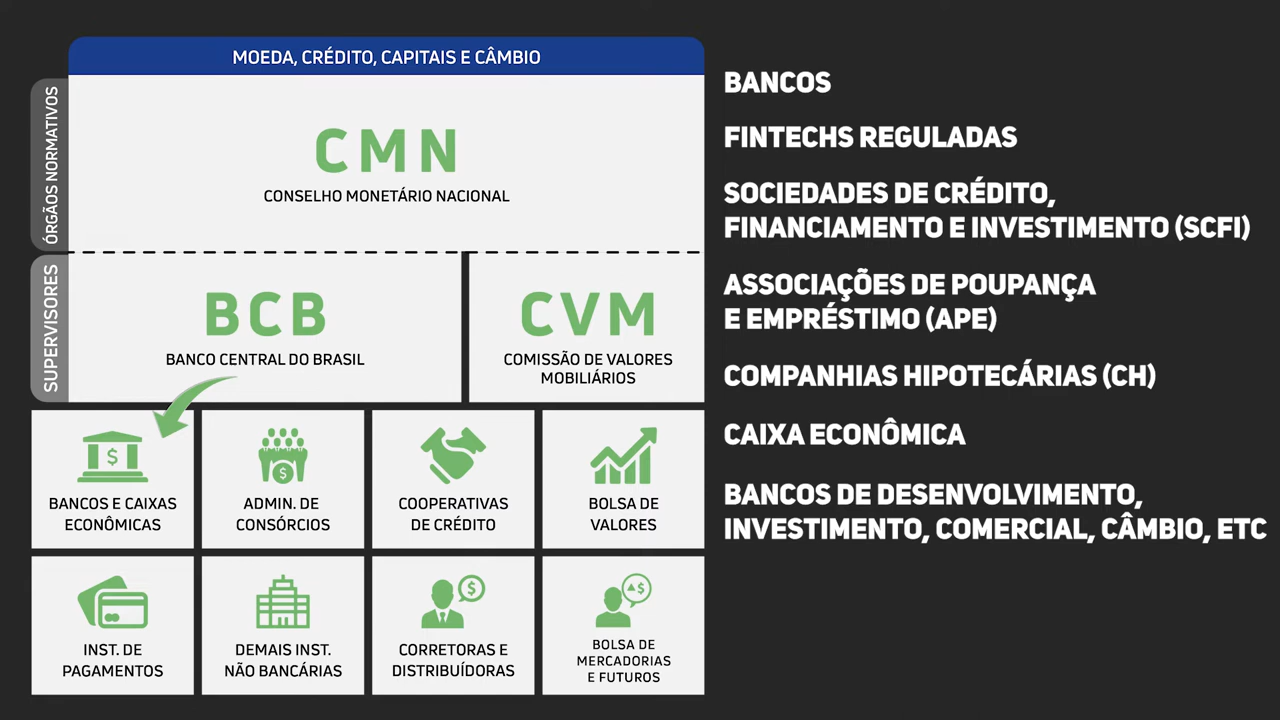 MOEDA, CRÉDITO, CAPITAIS E CÂMBIO
ÓRGÃOS NORMATIVOS
CMN
CONSELHO MONETÁRIO NACIONAL
SUPERVISORES
BCB
BANCO CENTRAL DO BRASIL
CVM
COMISSÃO DE VALORES
MOBILIÁRIOS
$
BANCOS E CAIXAS
ECONÔMICAS
$
ADMIN. DE
CONSÓRCIOS
COOPERATIVAS
DE CRÉDITO
BOLSA DE
VALORES
INST. DE
PAGAMENTOS
DEMAIS INST.
NÃO BANCÁRIAS
$
CORRETORAS E
DISTRIBUÍDORAS
$
BOLSA DE
MERCADORIAS
E FUTUROS
BANCOS
FINTECHS REGULADAS
SOCIEDADES DE CRÉDITO,
FINANCIAMENTO E INVESTIMENTO (SCFI)
ASSOCIAÇÕES DE POUPANÇA
E EMPRÉSTIMO (APE)
COMPANHIAS HIPOTECÁRIAS (CH)
CAIXA ECONÔMICA
BANCOS DE DESENVOLVIMENTO,
INVESTIMENTO, COMERCIAL, CÂMBIO, ETC